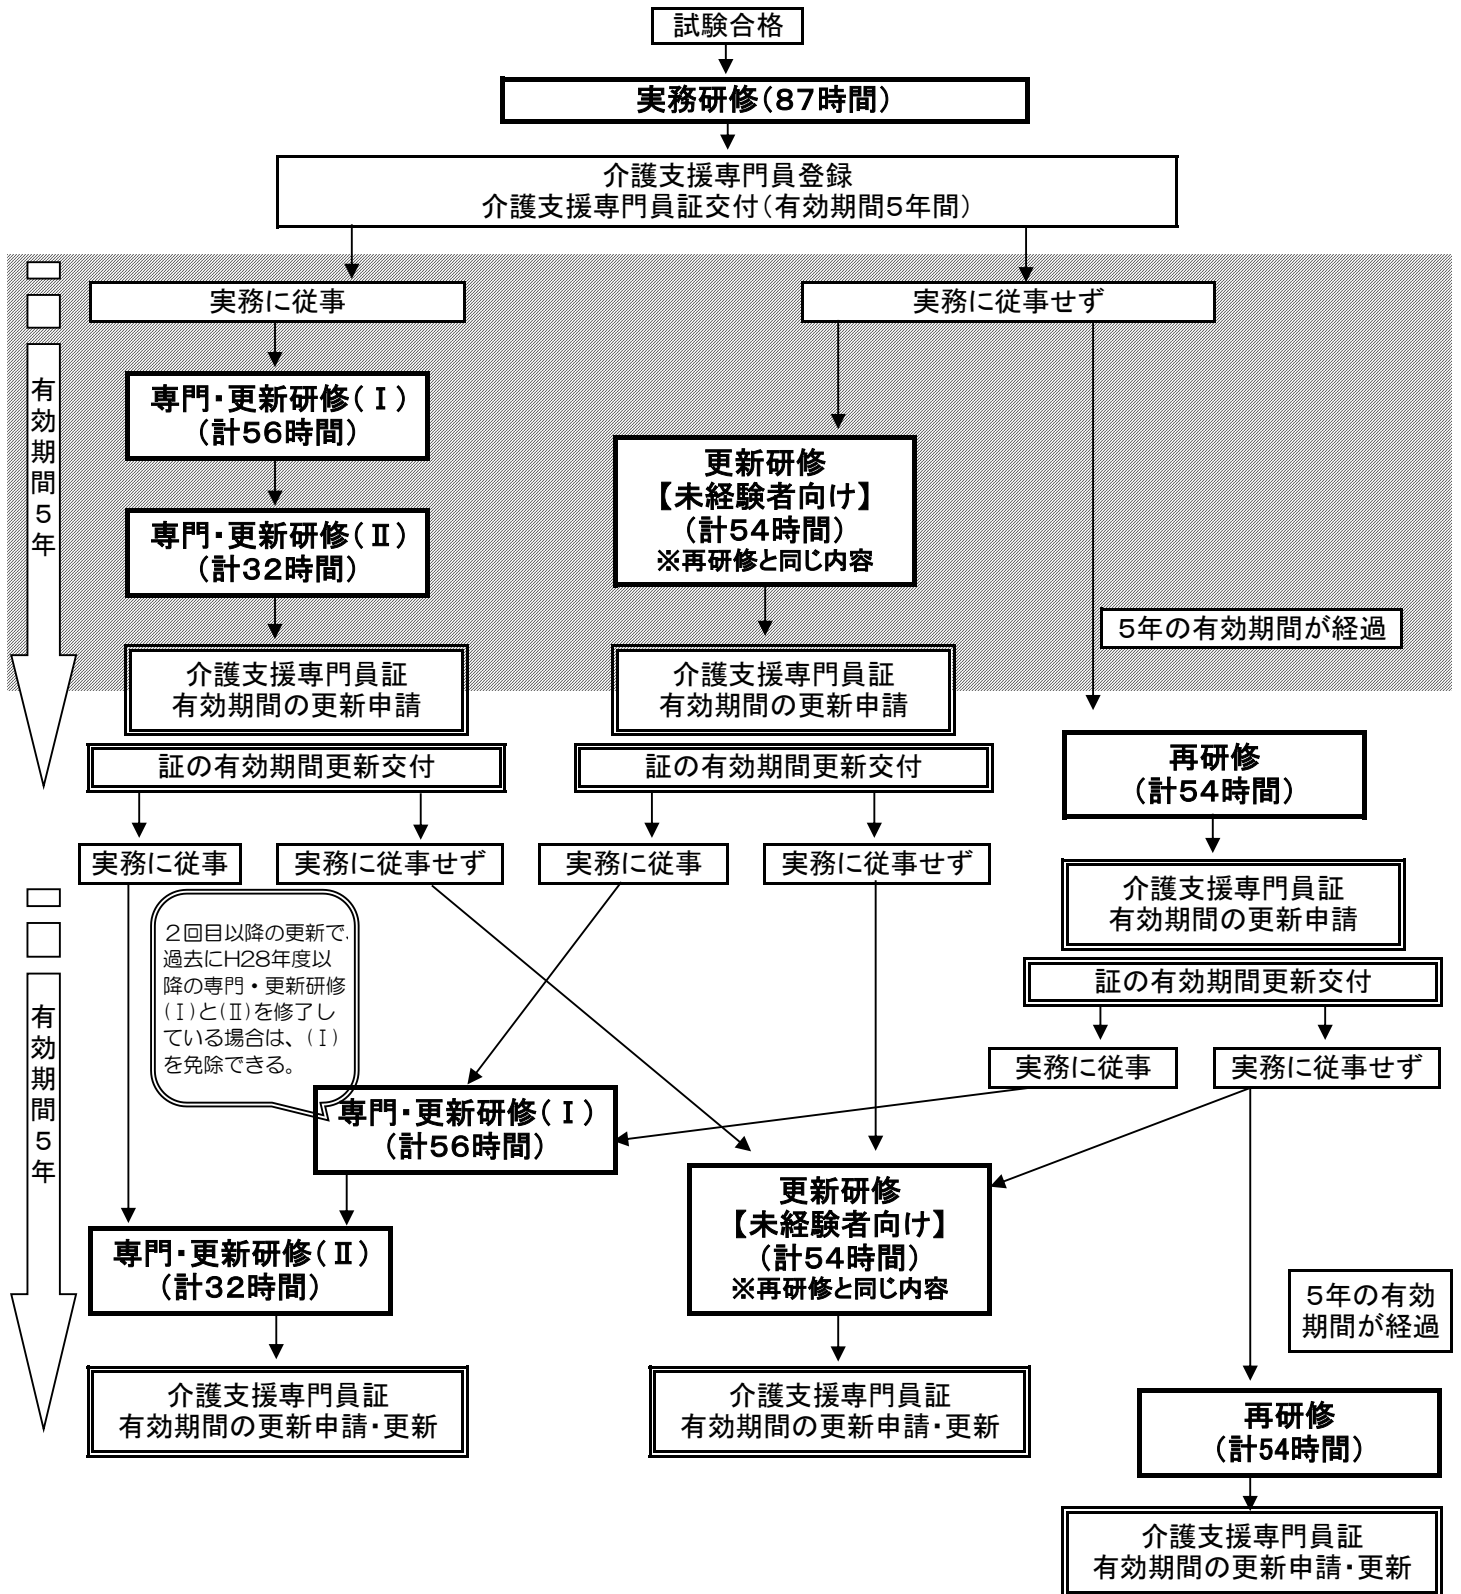 試験合格
実務研修（87時間）
介護支援専門員登録
介護支援専門員証交付（有効期間5年間）
実務に従事
実務に従事せず
有効期間5年
専門・更新研修（Ⅰ）
（計56時間）
専門・更新研修（Ⅱ）
（計32時間）
更新研修
【未経験者向け】
（計54時間）
※再研修と同じ内容
5年の有効期間が経過
介護支援専門員証
有効期間の更新申請
介護支援専門員証
有効期間の更新申請
証の有効期間更新交付
証の有効期間更新交付
再研修
（計54時間）
実務に従事
実務に従事せず
実務に従事
実務に従事せず
介護支援専門員証
有効期間の更新申請
証の有効期間更新交付
実務に従事
実務に従事せず
有効期間5年
２回目以降の更新で、
過去にH28年度以
降の専門・更新研修
(Ⅰ)と(Ⅱ)を修了し
ている場合は、(Ⅰ)
を免除できる。
専門・更新研修（Ⅰ）
（計56時間）
更新研修
【未経験者向け】
（計54時間）
※再研修と同じ内容
専門・更新研修（Ⅱ）
（計32時間）
5年の有効
期間が経過
介護支援専門員証
有効期間の更新申請・更新
介護支援専門員証
有効期間の更新申請・更新
再研修
（計54時間）
介護支援専門員証
有効期間の更新申請・更新